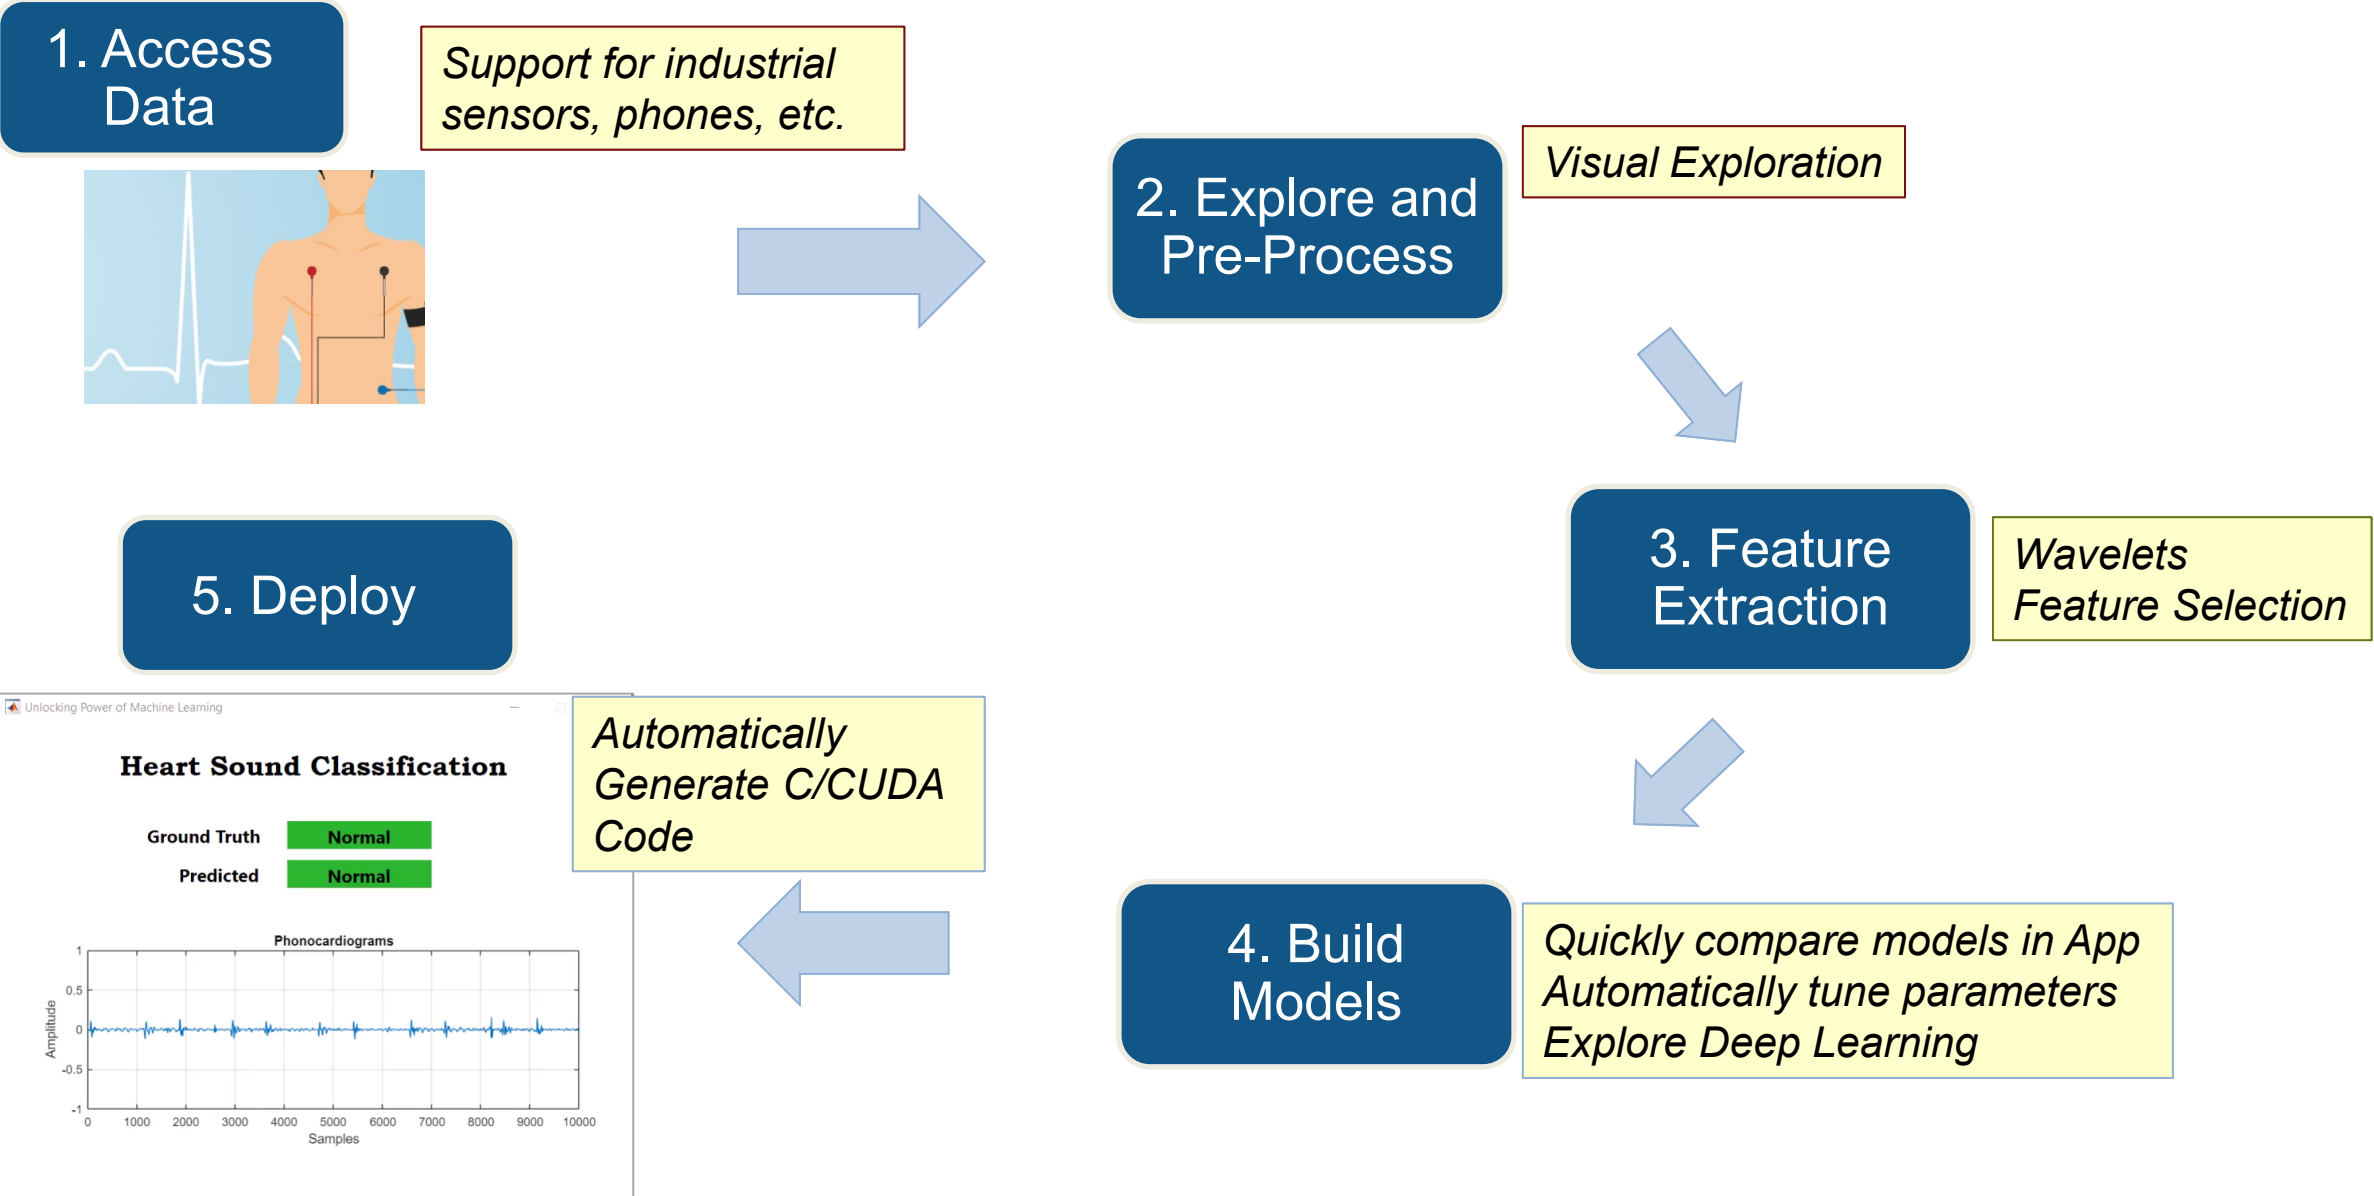 1. Access
Data
Support for industrial
sensors, phones, etc.
2. Explore and
Pre-Process
Visual Exploration
3. Feature
Extraction
Wavelets
Feature Selection
4. Build
Models
Quickly compare models in App
Automatically tune parameters
Explore Deep Learning
5. Deploy
Automatically
Generate C/CUDA
Code
Unlocking Power of Machine Learning
Heart Sound Classification
Ground Truth Normal
Predicted Normal
Phonocardiograms
1
0.5
0
-0.5
-1
Amplitude
0 1000 2000 3000 4000 5000 6000 7000 8000 9000 10000
Samples